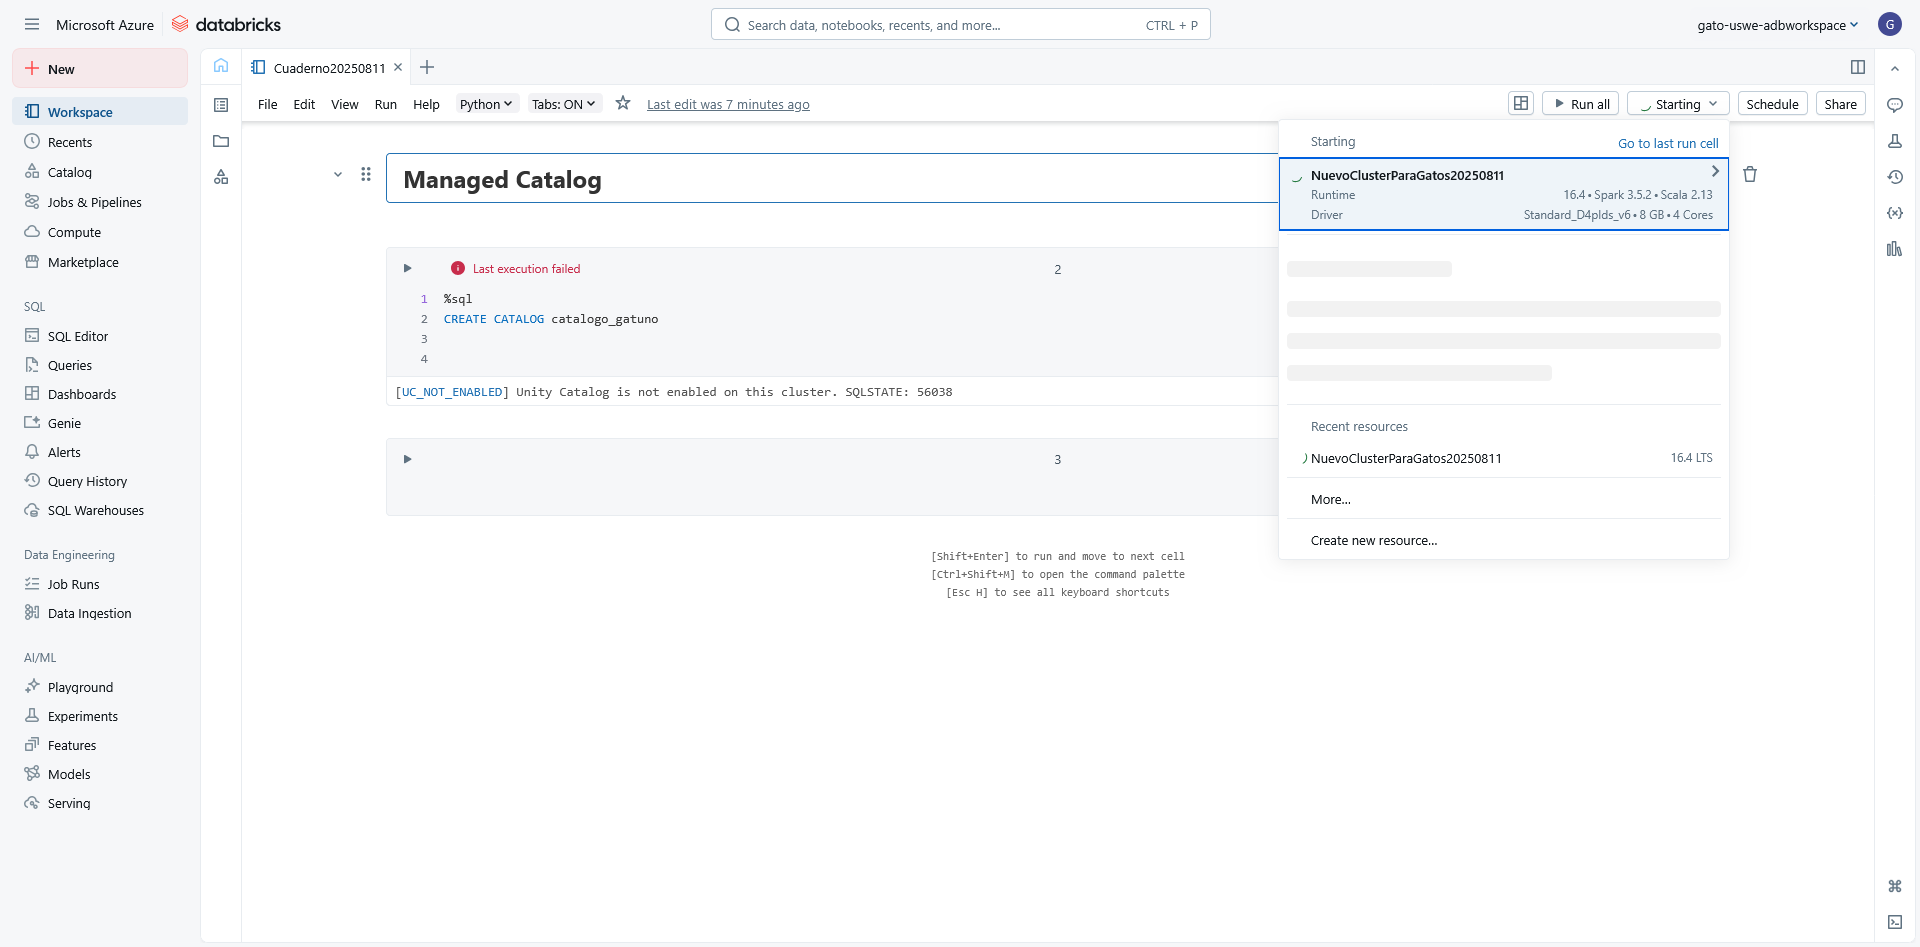 Microsoft Azure databricks
Search data, notebooks, recents, and more... CTRL + P
gato-uswe-adbworkspace G
New
Workspace
Recents
Catalog
Jobs & Pipelines
Compute
Marketplace
SQL
SQL Editor
Queries
Dashboards
Genie
Alerts
Query History
SQL Warehouses
Data Engineering
Job Runs
Data Ingestion
AI/ML
Playground
Experiments
Features
Models
Serving
Cuaderno20250811
File Edit View Run Help Python Tabs: ON Last edit was 7 minutes ago
Run all Starting Schedule Share
Managed Catalog
Last execution failed 2
1 %sql
2 CREATE CATALOG catalogo_gatuno
3
4
[UC_NOT_ENABLED] Unity Catalog is not enabled on this cluster. SQLSTATE: 56038
3
[Shift+Enter] to run and move to next cell
[Ctrl+Shift+M] to open the command palette
[Esc H] to see all keyboard shortcuts
Starting Go to last run cell
NuevoClusterParaGatos20250811
Runtime 16.4 • Spark 3.5.2 • Scala 2.13
Driver Standard_D4plds_v6 • 8 GB • 4 Cores
Recent resources
NuevoClusterParaGatos20250811 16.4 LTS
More...
Create new resource...